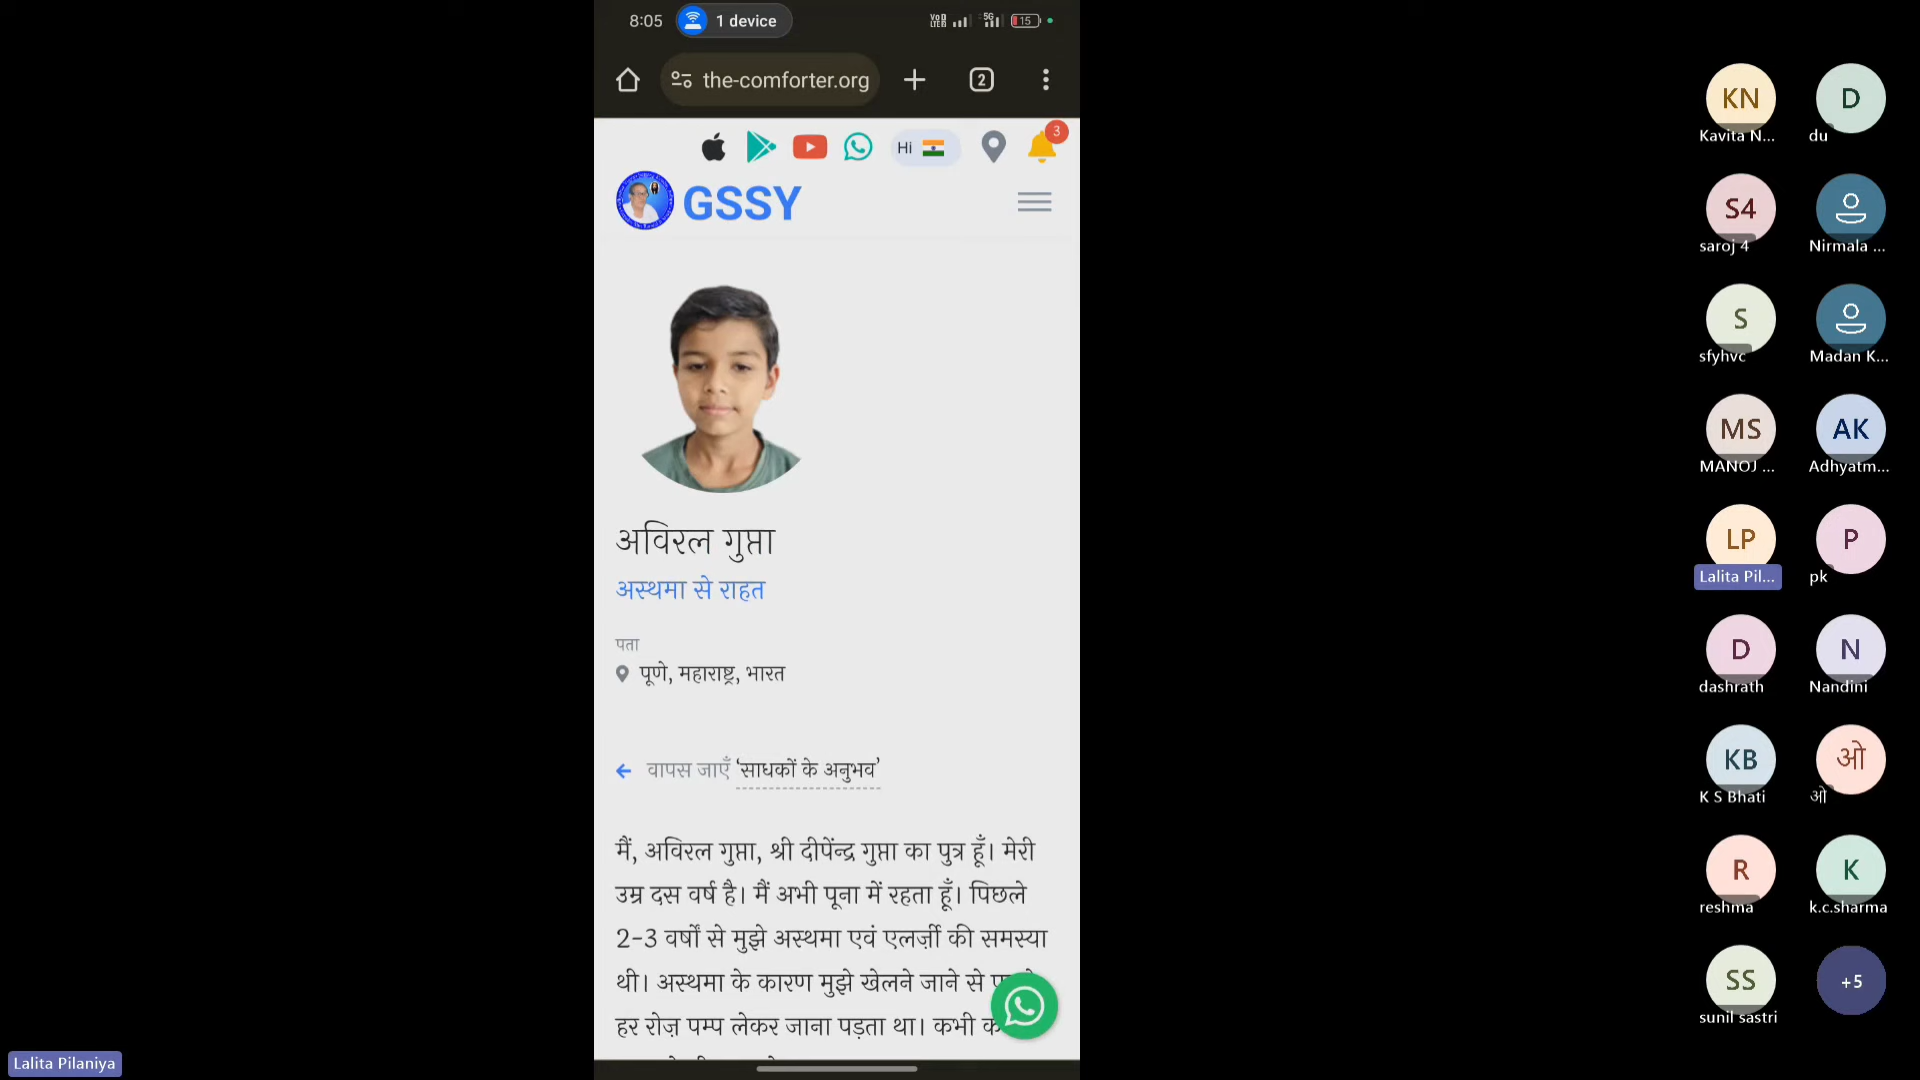 8:05
1 device
5G
15
the-comforter.org
2
Hi
3
GSSY
अविरल गुप्ता
अस्थमा से राहत
पता
पूणे, महाराष्ट्र, भारत
वापस जाएँ ‘साधकों के अनुभव’
मैं, अविरल गुप्ता, श्री दीपेंन्द्र गुप्ता का पुत्र हूँ। मेरी
उम्र दस वर्ष है। मैं अभी पूना में रहता हूँ। पिछले
2-3 वर्षों से मुझे अस्थमा एवं एलर्ज़ी की समस्या
थी। अस्थमा के कारण मुझे खेलने जाने से
हर रोज़ पम्प लेकर जाना पड़ता था। कभी
KN
Kavita N...
D
du
S4
saroj 4
Nirmala ...
S
sfyhvc
Madan K...
MS
MANOJ ...
AK
Adhyatm...
LP
Lalita Pil...
P
pk
D
dashrath
N
Nandini
KB
K S Bhati
ओ
ओ
R
reshma
K
k.c.sharma
SS
sunil sastri
+5
Lalita Pilaniya